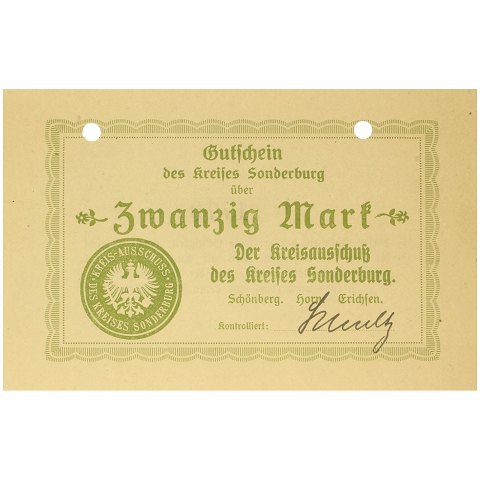 Gutschein
des Kreises Sonderburg
über
Zwanzig Mark
Der Kreisausschuß
des Kreises Sonderburg.
Schönberg. Horn. Erichsen.
Kontrolliert:
KREIS-AUSSCHUSS
DES KREISES SONDERBURG